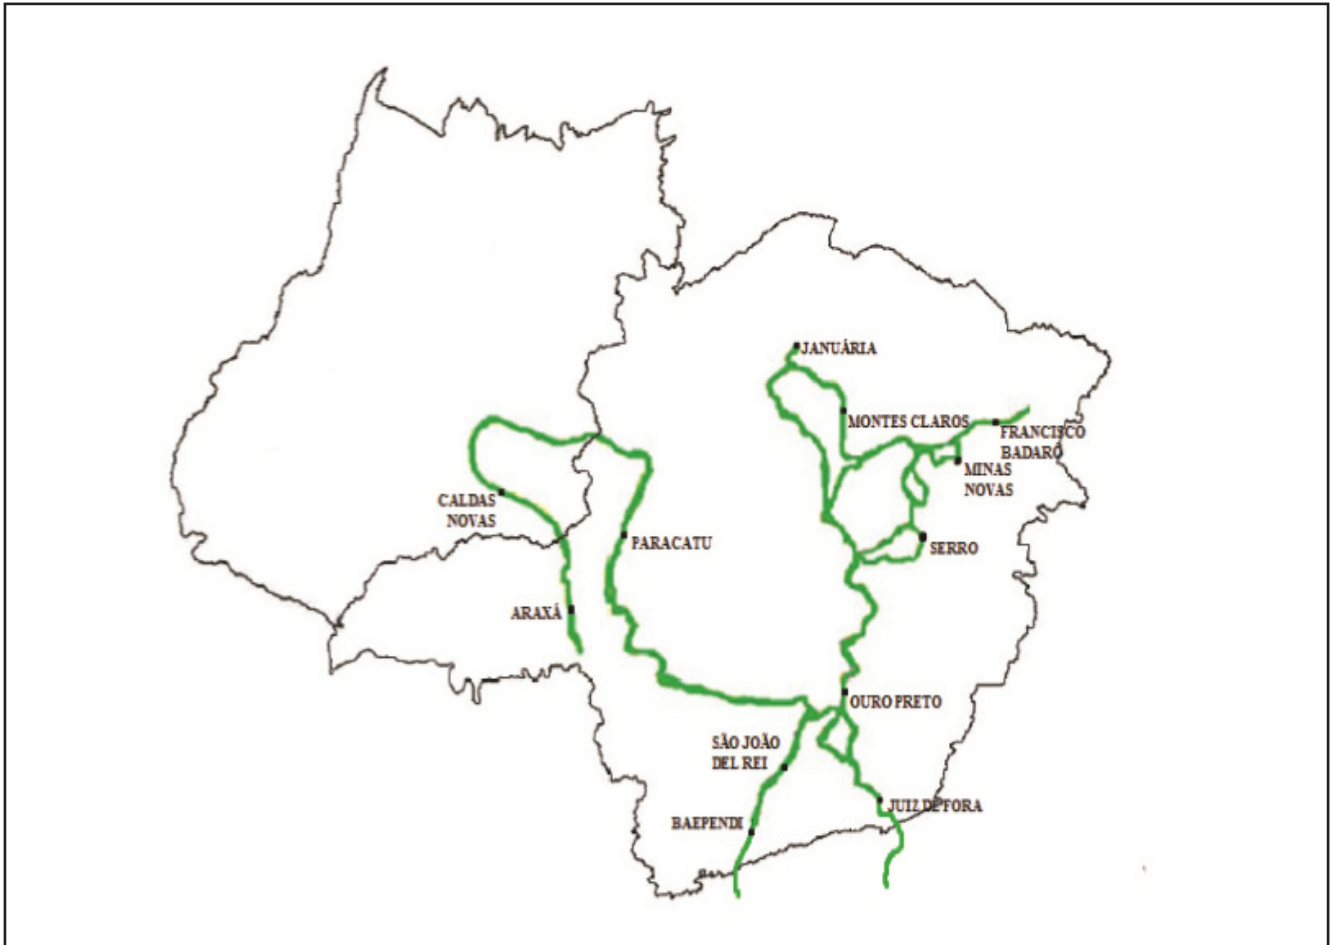 JANUÁRIA
MONTES CLAROS
FRANCISCO
BADARÓ
MINAS
NOVAS
CALDAS
NOVAS
PARACATU
SERRO
ARAXÁ
OURO PRETO
SÃO JOÃO
DEL REI
JUIZ DE FORA
BAEPENDI